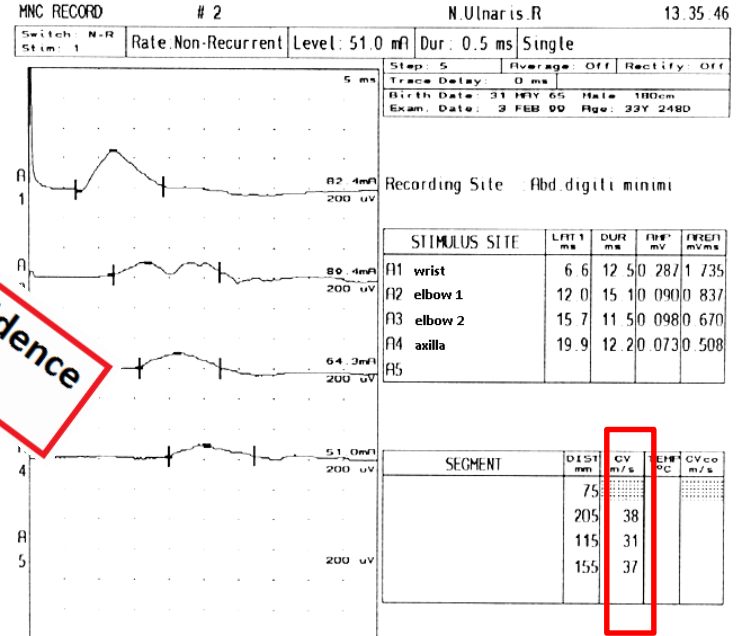 MNC RECORD # 2 N.Ulnaris.R 13.35.46
Switch: N-R
Stim: 1
Rate:Non-Recurrent Level: 51.0 mA Dur: 0.5 ms Single
Step: 5 Average: Off Rectify: Off
Trace Delay: 0 ms
Birth Date: 31 MAY 65 Male 180cm
Exam. Date: 3 FEB 99 Age: 33Y 248D
5 ms
A
1
82.4mA
200 uV
A
89.4mA
200 uV
dence
64.3mA
200 uV
4
51.0mA
200 uV
A
5
200 uV
Recording Site :Abd.digiti minimi
STIMULUS SITE LAT1 ms DUR ms AMP mV AREA mVms
A1 wrist 6.6 12.5 0.287 1.735
A2 elbow 1 12.0 15.1 0.090 0.837
A3 elbow 2 15.7 11.5 0.098 0.670
A4 axilla 19.9 12.2 0.073 0.508
A5
SEGMENT DIST mm CV m/s TEMP °C CVco m/s
75
205 38
115 31
155 37